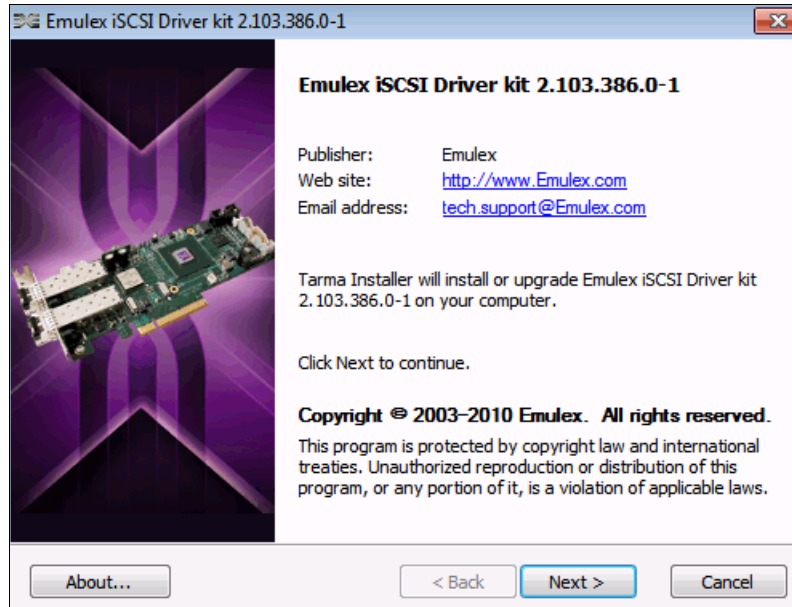 Emulex iSCSI Driver kit 2.103.386.0-1
Emulex iSCSI Driver kit 2.103.386.0-1
Publisher: Emulex
Web site: http://www.Emulex.com
Email address: tech.support@Emulex.com
Tarma Installer will install or upgrade Emulex iSCSI Driver kit
2.103.386.0-1 on your computer.
Click Next to continue.
Copyright © 2003-2010 Emulex. All rights reserved.
This program is protected by copyright law and international
treaties. Unauthorized reproduction or distribution of this
program, or any portion of it, is a violation of applicable laws.
About... < Back Next > Cancel